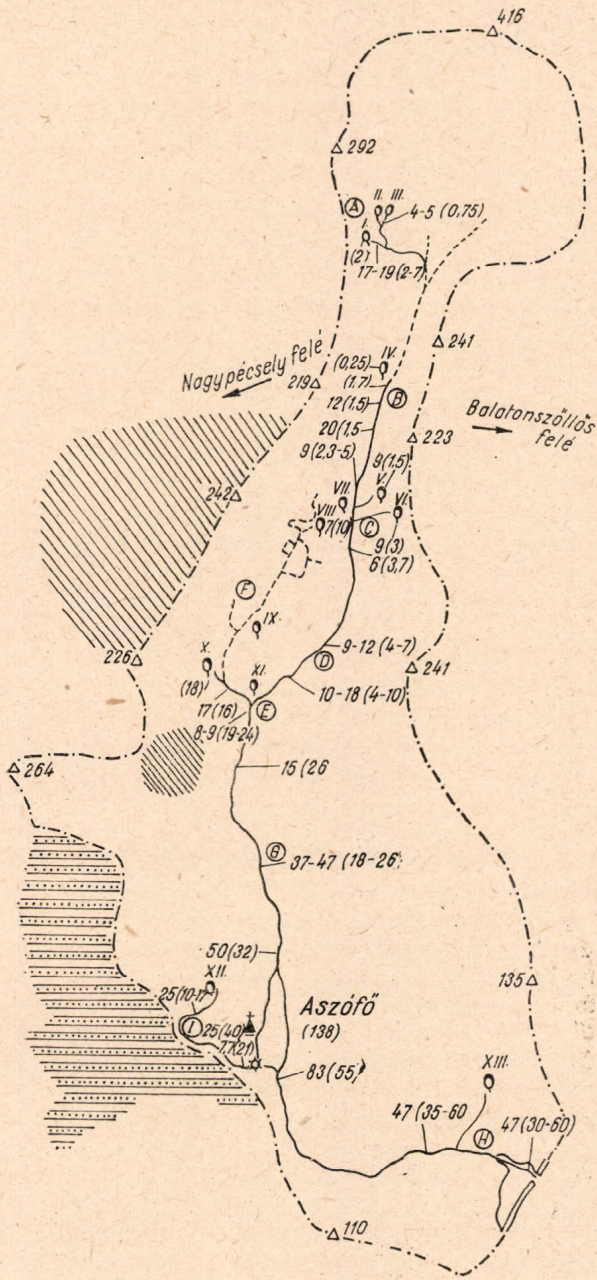 416
292
A
II.
III.
4-5 (0,75)
I.
(2)
17-19 (2-7)
241
Nagypécsely felé
219
IV.
(0,25)
(1,7)
12(1,5)
B
20(1,5
9(2,3-5)
Balatonszőllős
felé
223
9(1,5)
V.
VI.
VII.
VIII
7(10)
C
9(3)
6(3,7)
242
F
IX.
226
X.
(18)
XI.
17(16)
E
8-9(19-24)
D
9-12 (4-7)
10-18 (4-10)
241
264
15 (26
G
37-47 (18-26
50(32)
XII.
25(10-17)
I
25(40)
7,7(21)
Aszófő
(138)
135
83(55)
XIII.
47(35-60
H
47(30-60)
110